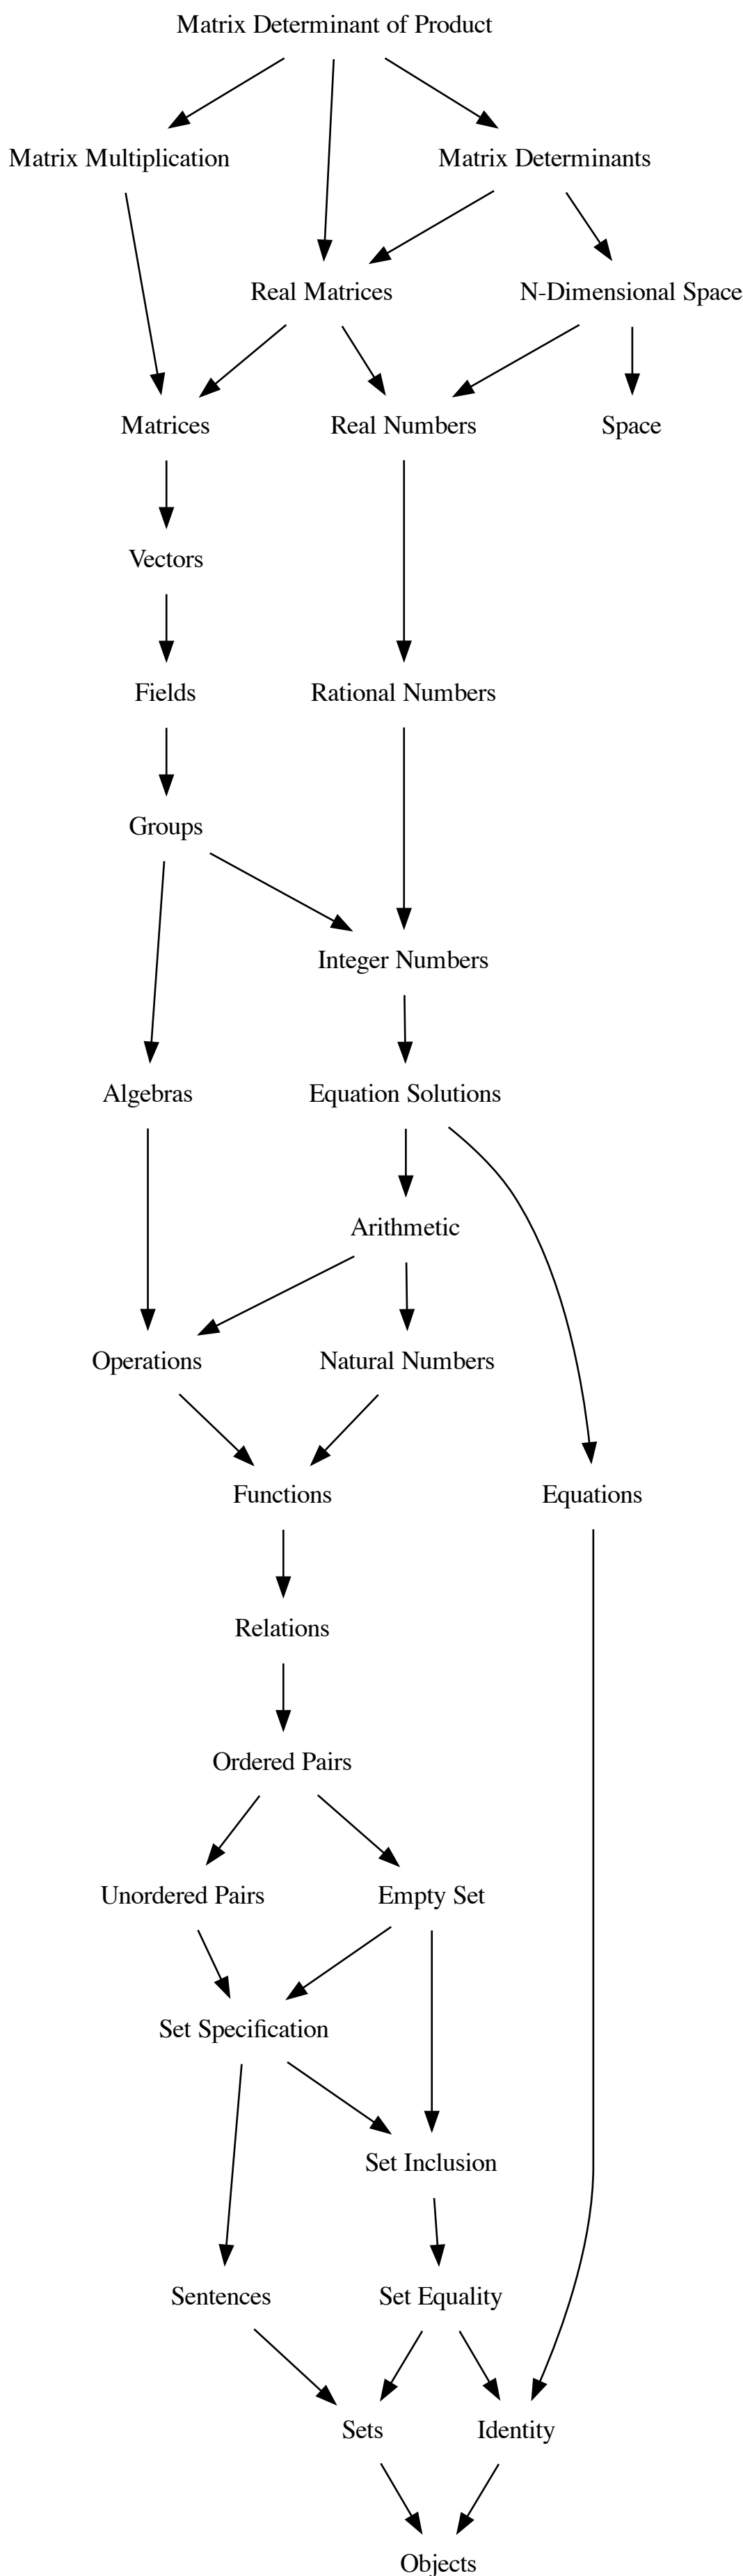 Matrix Determinant of Product
Matrix Multiplication
Matrix Determinants
Real Matrices
N-Dimensional Space
Matrices
Real Numbers
Space
Vectors
Fields
Rational Numbers
Groups
Integer Numbers
Algebras
Equation Solutions
Arithmetic
Operations
Natural Numbers
Functions
Equations
Relations
Ordered Pairs
Unordered Pairs
Empty Set
Set Specification
Set Inclusion
Sentences
Set Equality
Sets
Identity
Objects